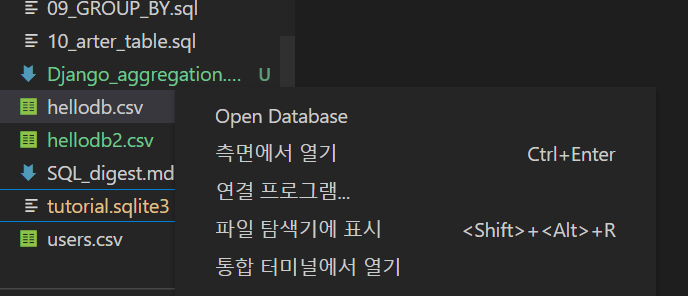 09_GROUP_BY.sql
10_arter_table.sql
Django_aggregation.... U
hellodb.csv
hellodb2.csv
SQL_digest.md
tutorial.sqlite3
users.csv
Open Database
측면에서 열기 Ctrl+Enter
연결 프로그램...
파일 탐색기에 표시 <Shift>+<Alt>+R
통합 터미널에서 열기